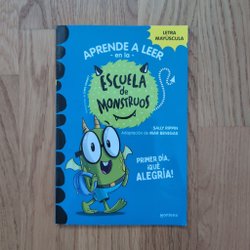 APRENDE A LEER
- en la -
ESCUELA
de
MONSTRUOS
LETRA
MAYÚSCULA
SALLY RIPPIN
Adaptación de MAR BENEGAS
PRIMER DÍA,
¡QUÉ
ALEGRÍA!
montena